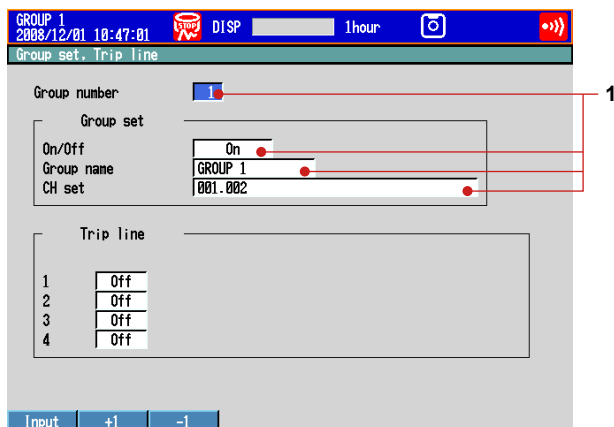 GROUP 1
2008/12/01 10:47:01 STOP DISP 1hour
Group set, Trip line
Group number 1
1
Group set
On/Off On
Group name GROUP 1
CH set 001.002
Trip line
1 Off
2 Off
3 Off
4 Off
Input +1 -1